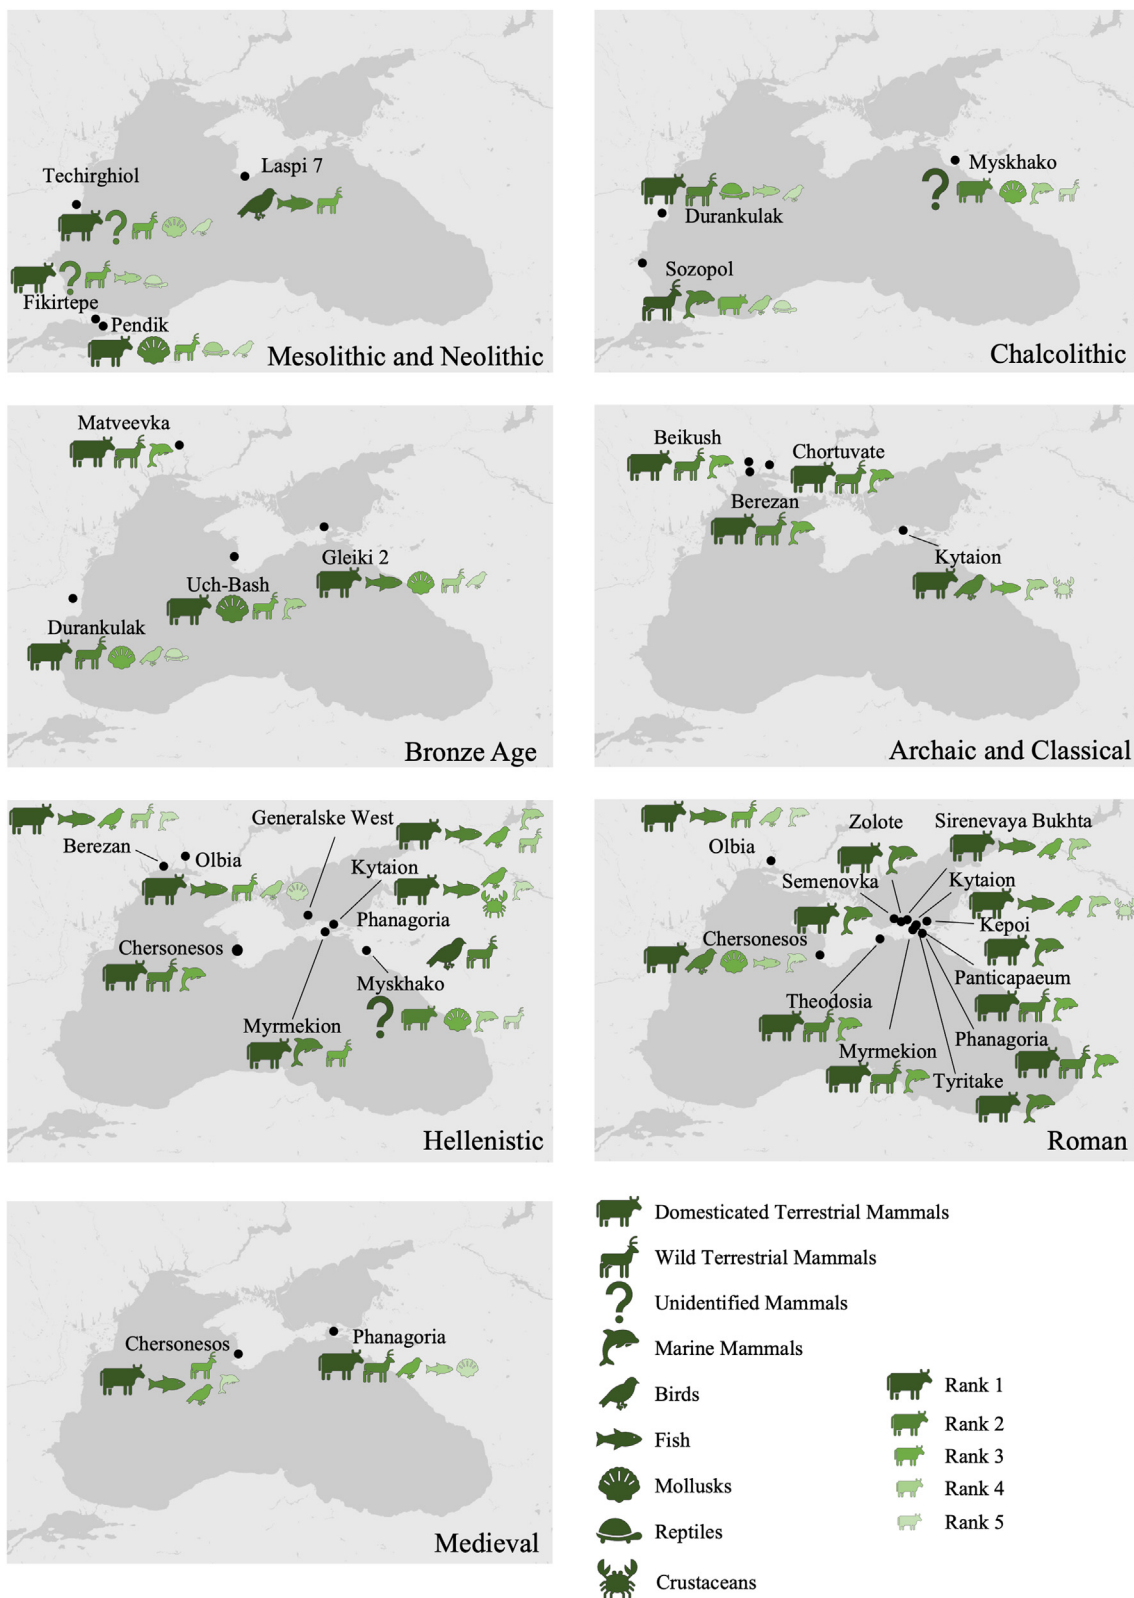 Laspi 7
Techirghiol
Fikirtepe
Pendik
Mesolithic and Neolithic
Myskhako
Durankulak
Sozopol
Chalcolithic
Matveevka
Gleiki 2
Uch-Bash
Durankulak
Bronze Age
Beikush
Chortuvate
Berezan
Kytaion
Archaic and Classical
Generalske West
Berezan
Olbia
Kytaion
Phanagoria
Chersonesos
Myskhako
Myrmekion
Hellenistic
Zolote
Sirenevaya Bukhta
Olbia
Semenovka
Kytaion
Kepoi
Chersonesos
Panticapaeum
Theodosia
Phanagoria
Myrmekion
Tyritake
Roman
Chersonesos
Phanagoria
Medieval
Domesticated Terrestrial Mammals
Wild Terrestrial Mammals
Unidentified Mammals
Marine Mammals
Birds
Fish
Mollusks
Reptiles
Crustaceans
Rank 1
Rank 2
Rank 3
Rank 4
Rank 5